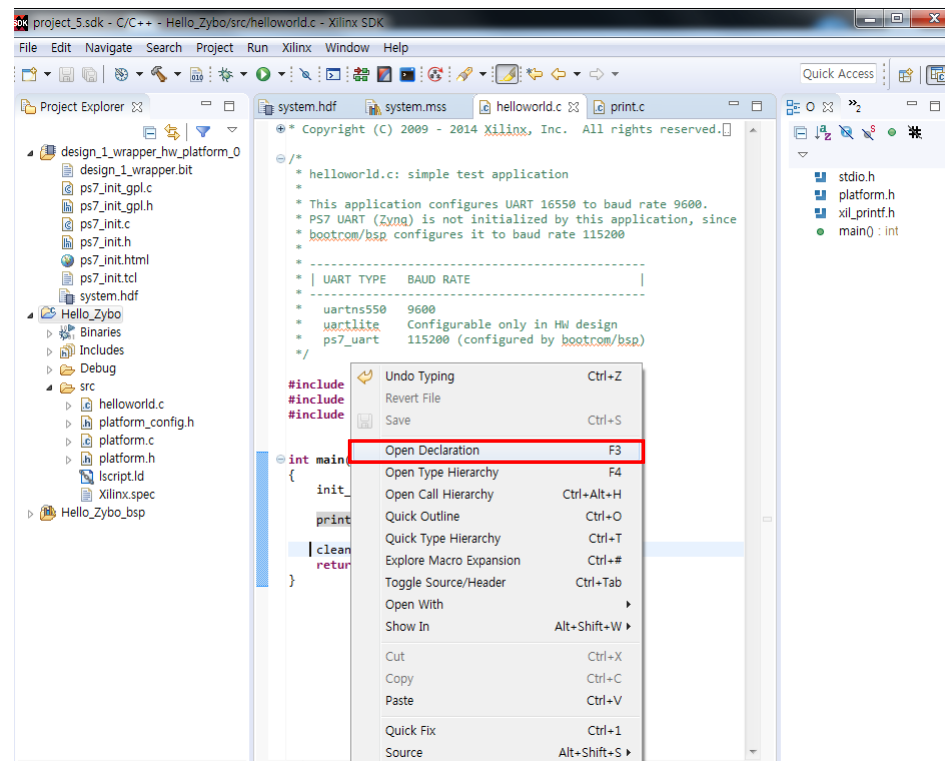 project_5.sdk - C/C++ - Hello_Zybo/src/helloworld.c - Xilinx SDK
File Edit Navigate Search Project Run Xilinx Window Help
Quick Access
Project Explorer
design_1_wrapper_hw_platform_0
design_1_wrapper.bit
ps7_init_gpl.c
ps7_init_gpl.h
ps7_init.c
ps7_init.h
ps7_init.html
ps7_init.tcl
system.hdf
Hello_Zybo
Binaries
Includes
Debug
src
helloworld.c
platform_config.h
platform.c
platform.h
lscript.ld
Xilinx.spec
Hello_Zybo_bsp
system.hdf system.mss helloworld.c print.c
* Copyright (C) 2009 - 2014 Xilinx, Inc. All rights reserved.
/*
* helloworld.c: simple test application
*
* This application configures UART 16550 to baud rate 9600.
* PS7 UART (Zynq) is not initialized by this application, since
* bootrom/bsp configures it to baud rate 115200
*
* ------------------------------------------------
* | UART TYPE BAUD RATE |
* ------------------------------------------------
* uartns550 9600
* uartlite Configurable only in HW design
* ps7_uart 115200 (configured by bootrom/bsp)
*/
#include
#include
#include
int main(
{
init_
print
clean
retur
}
Undo Typing Ctrl+Z
Revert File
Save Ctrl+S
Open Declaration F3
Open Type Hierarchy F4
Open Call Hierarchy Ctrl+Alt+H
Quick Outline Ctrl+O
Quick Type Hierarchy Ctrl+T
Explore Macro Expansion Ctrl+#
Toggle Source/Header Ctrl+Tab
Open With
Show In Alt+Shift+W
Cut Ctrl+X
Copy Ctrl+C
Paste Ctrl+V
Quick Fix Ctrl+1
Source Alt+Shift+S
O
2
stdio.h
platform.h
xil_printf.h
main() : int